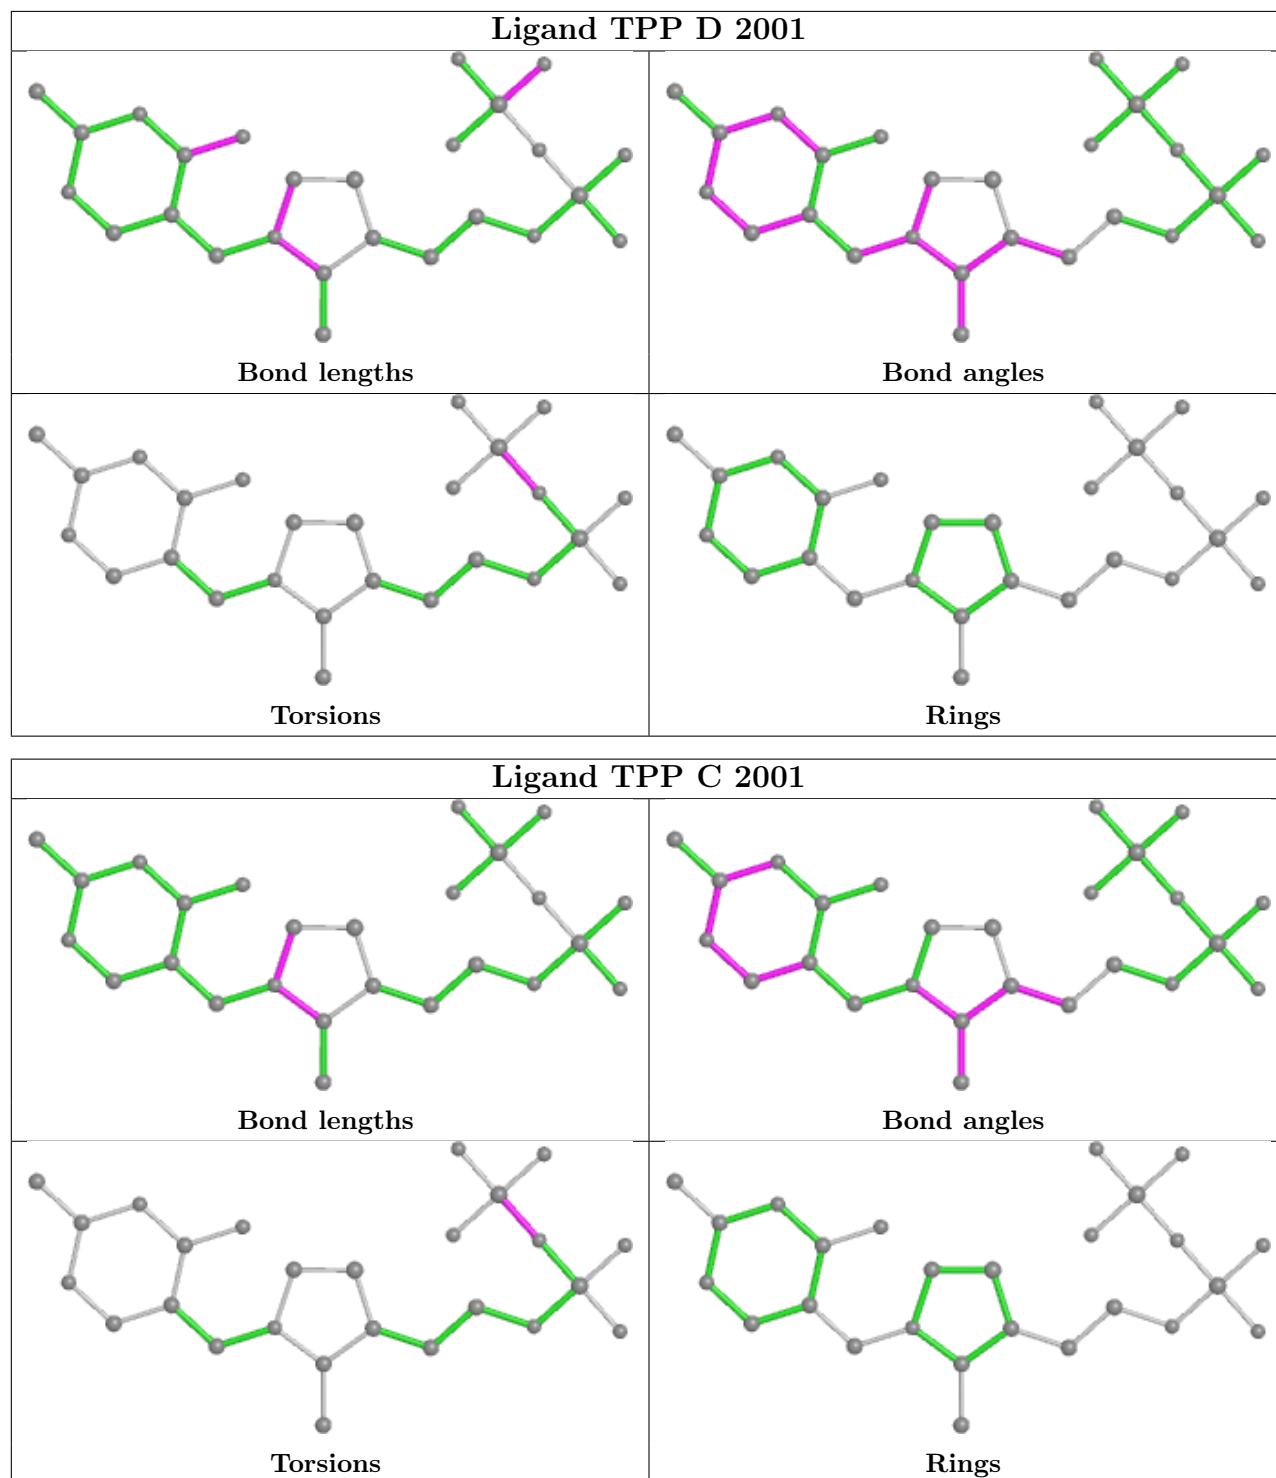 Ligand TPP D 2001
Bond lengths
Bond angles
Torsions
Rings
Ligand TPP C 2001
Bond lengths
Bond angles
Torsions
Rings